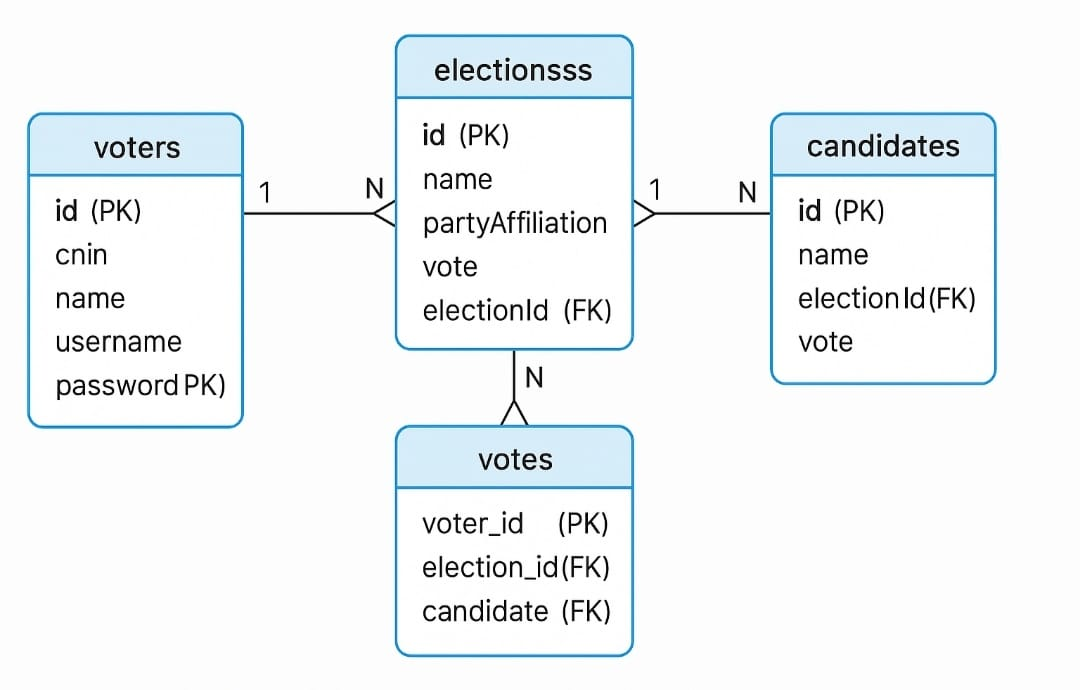 electionsss
id (PK)
name
partyAffiliation
vote
electionId (FK)
voters
id (PK)
cnin
name
username
password PK)
candidates
id (PK)
name
electionId (FK)
vote
1
N
1
N
N
votes
voter_id (PK)
election_id (FK)
candidate (FK)